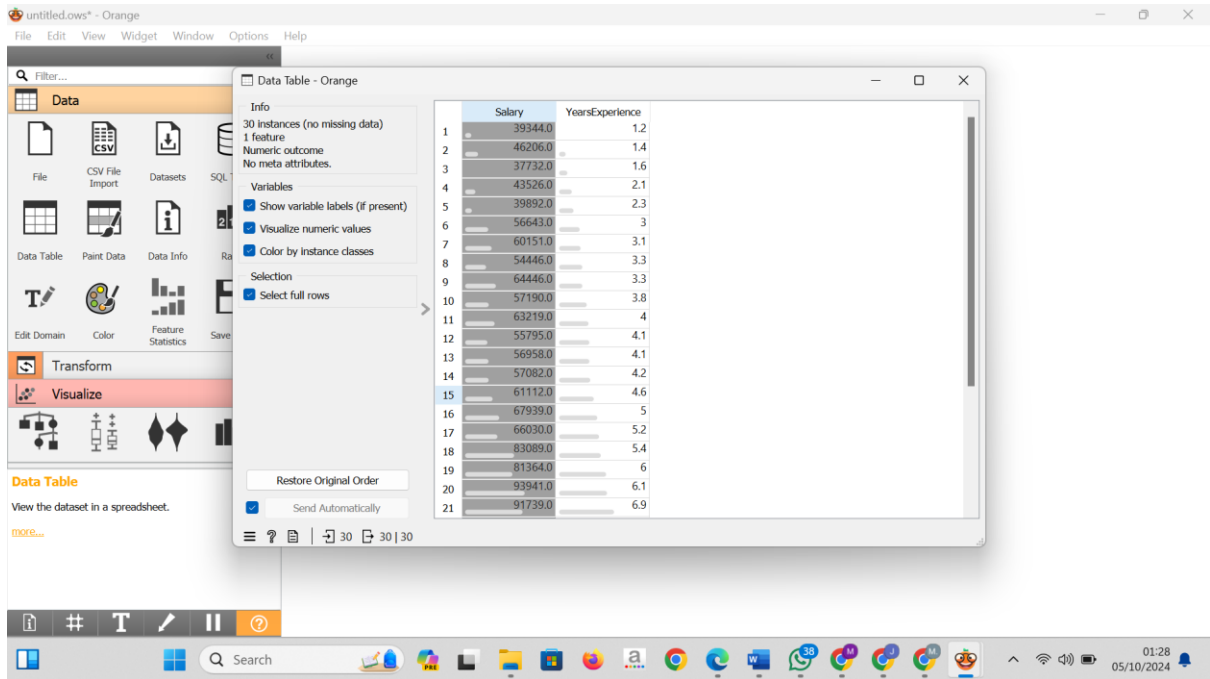 untitled.ows* - Orange
File Edit View Widget Window Options Help
Filter...
Data
File
CSV File Import
Datasets
Data Table
Paint Data
Data Info
Edit Domain
Color
Feature Statistics
Save
Transform
Visualize
Data Table
View the dataset in a spreadsheet.
more...
Data Table - Orange
Info
30 instances (no missing data)
1 feature
Numeric outcome
No meta attributes.
Variables
Show variable labels (if present)
Visualize numeric values
Color by instance classes
Selection
Select full rows
Restore Original Order
Send Automatically
30 30 | 30
Salary YearsExperience
1 39344.0 1.2
2 46206.0 1.4
3 37732.0 1.6
4 43526.0 2.1
5 39892.0 2.3
6 56643.0 3
7 60151.0 3.1
8 54446.0 3.3
9 64446.0 3.3
10 57190.0 3.8
11 63219.0 4
12 55795.0 4.1
13 56958.0 4.1
14 57082.0 4.2
15 61112.0 4.6
16 67939.0 5
17 66030.0 5.2
18 83089.0 5.4
19 81364.0 6
20 93941.0 6.1
21 91739.0 6.9
Search
PRE
38
01:28
05/10/2024